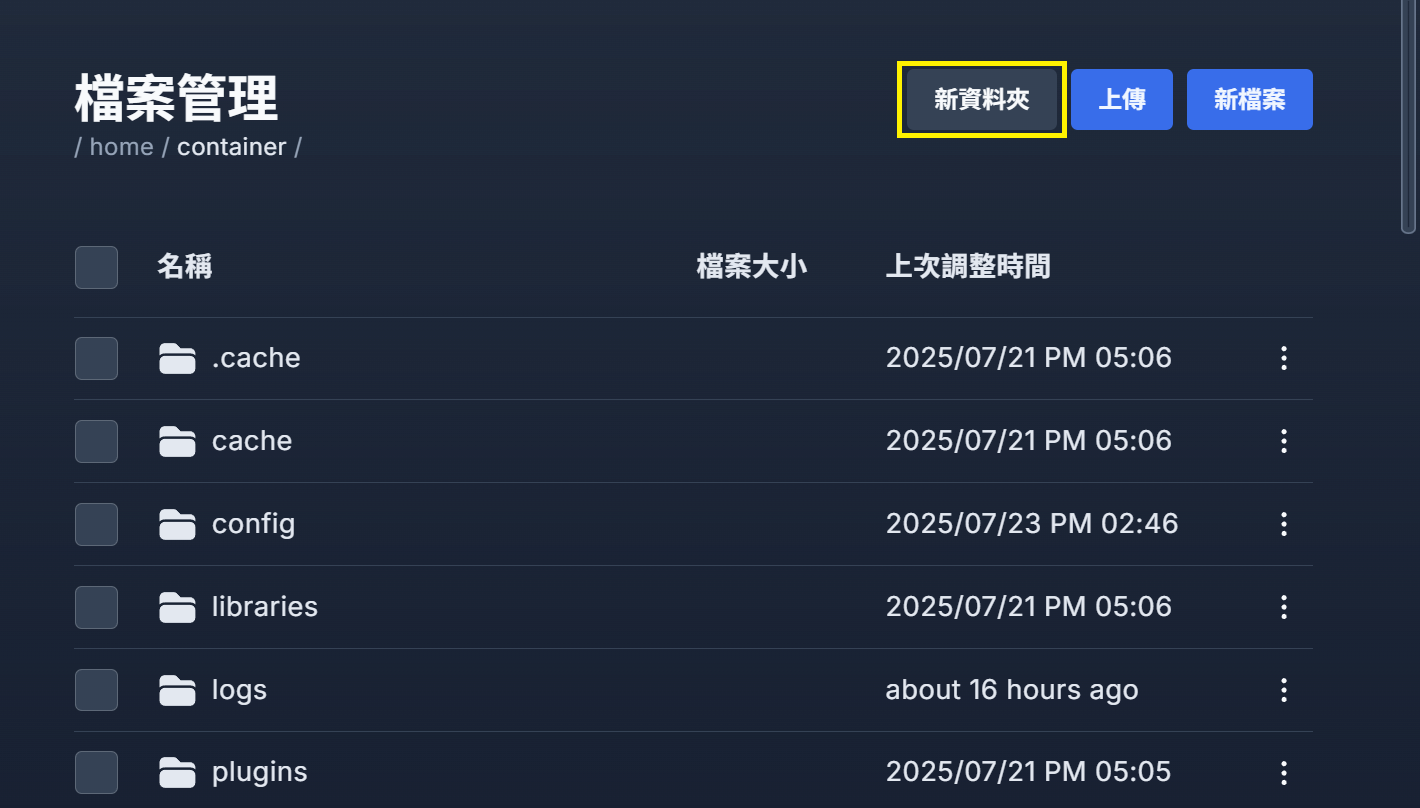 檔案管理
新資料夾 上傳 新檔案
/ home / container /
名稱 檔案大小 上次調整時間
.cache 2025/07/21 PM 05:06
cache 2025/07/21 PM 05:06
config 2025/07/23 PM 02:46
libraries 2025/07/21 PM 05:06
logs about 16 hours ago
plugins 2025/07/21 PM 05:05